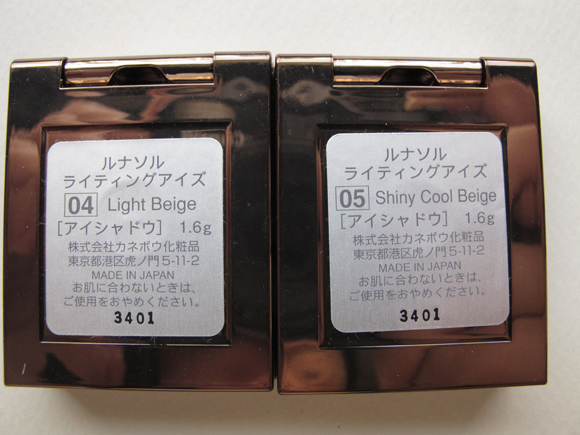 ルナソル
ライティングアイズ
04 Light Beige
[アイシャドウ] 1.6g
株式会社カネボウ化粧品
東京都港区虎ノ門5-11-2
MADE IN JAPAN
お肌に合わないときは、
ご使用をおやめください。
3401
ルナソル
ライティングアイズ
05 Shiny Cool Beige
[アイシャドウ] 1.6g
株式会社カネボウ化粧品
東京都港区虎ノ門5-11-2
MADE IN JAPAN
お肌に合わないときは、
ご使用をおやめください。
3401